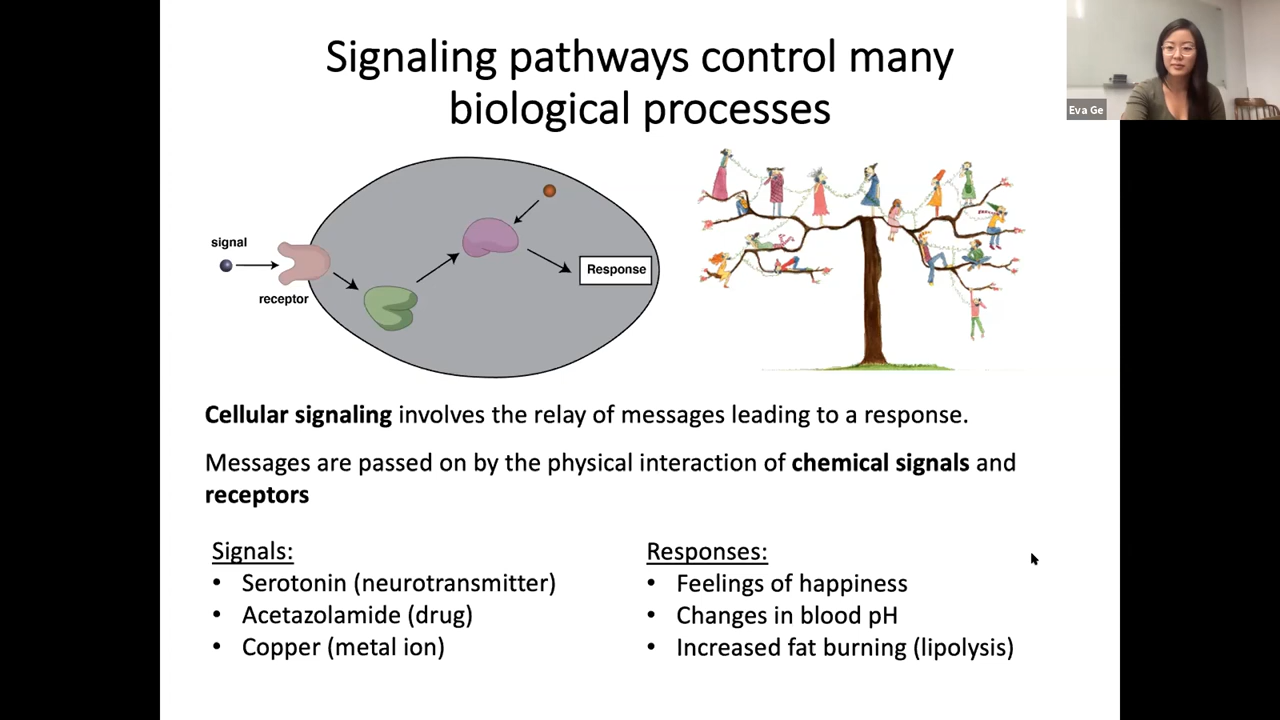 Signaling pathways control many
biological processes
Eva Ge
signal
receptor
Response
Cellular signaling involves the relay of messages leading to a response.
Messages are passed on by the physical interaction of chemical signals and
receptors
Signals:
• Serotonin (neurotransmitter)
• Acetazolamide (drug)
• Copper (metal ion)
Responses:
• Feelings of happiness
• Changes in blood pH
• Increased fat burning (lipolysis)